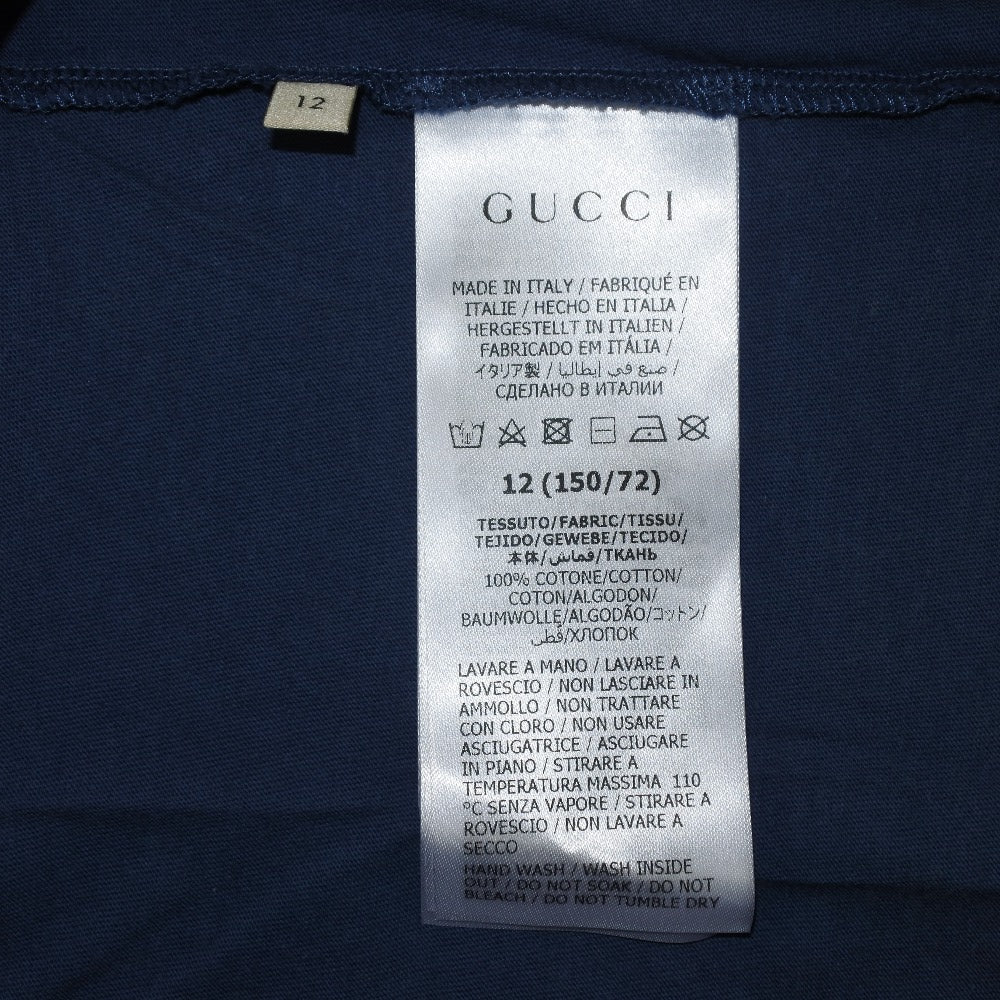 12
GUCCI
MADE IN ITALY / FABRIQUÉ EN
ITALIE / HECHO EN ITALIA /
HERGESTELLT IN ITALIEN /
FABRICADO EM ITÁLIA /
イタリア製 / صنع في إيطاليا /
СДЕЛАНО В ИТАЛИИ
12 (150/72)
TESSUTO/FABRIC/TISSU/
TEJIDO/GEWEBE/TECIDO/
本体/قماش/ТКАНЬ
100% COTONE/COTTON/
COTON/ALGODON/
BAUMWOLLE/ALGODÃO/コットン/
قطن/ХЛОПОК
LAVARE A MANO / LAVARE A
ROVESCIO / NON LASCIARE IN
AMMOLLO / NON TRATTARE
CON CLORO / NON USARE
ASCIUGATRICE / ASCIUGARE
IN PIANO / STIRARE A
TEMPERATURA MASSIMA 110
°C SENZA VAPORE / STIRARE A
ROVESCIO / NON LAVARE A
SECCO
HAND WASH / WASH INSIDE
OUT / DO NOT SOAK / DO NOT
BLEACH / DO NOT TUMBLE DRY